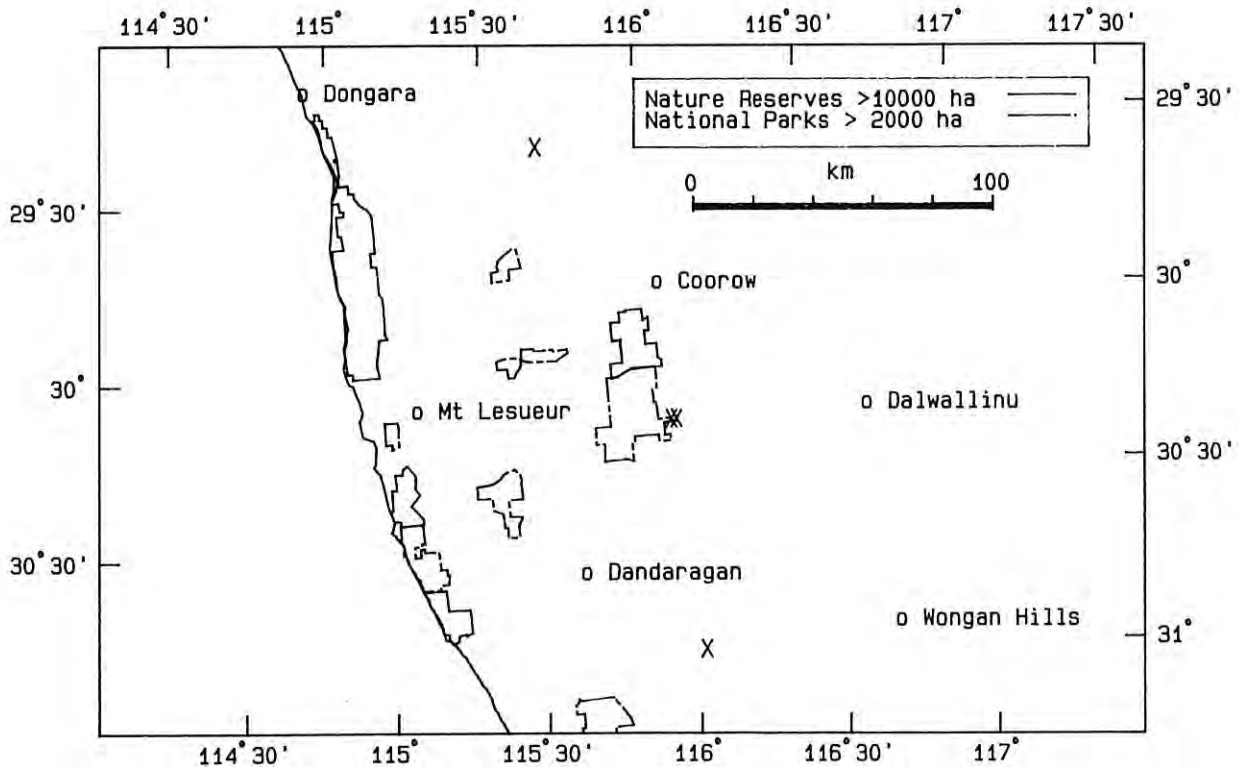 114°30' 115° 115°30' 116° 116°30' 117° 117°30'
Dongara
Nature Reserves >10000 ha
National Parks > 2000 ha
29°30'
km
0 100
29°30'
Coorow
30°
30°
Mt Lesueur
Dalwallinu
30°30'
30°30'
Dandaragan
Wongan Hills
31°
114°30' 115° 115°30' 116° 116°30' 117°